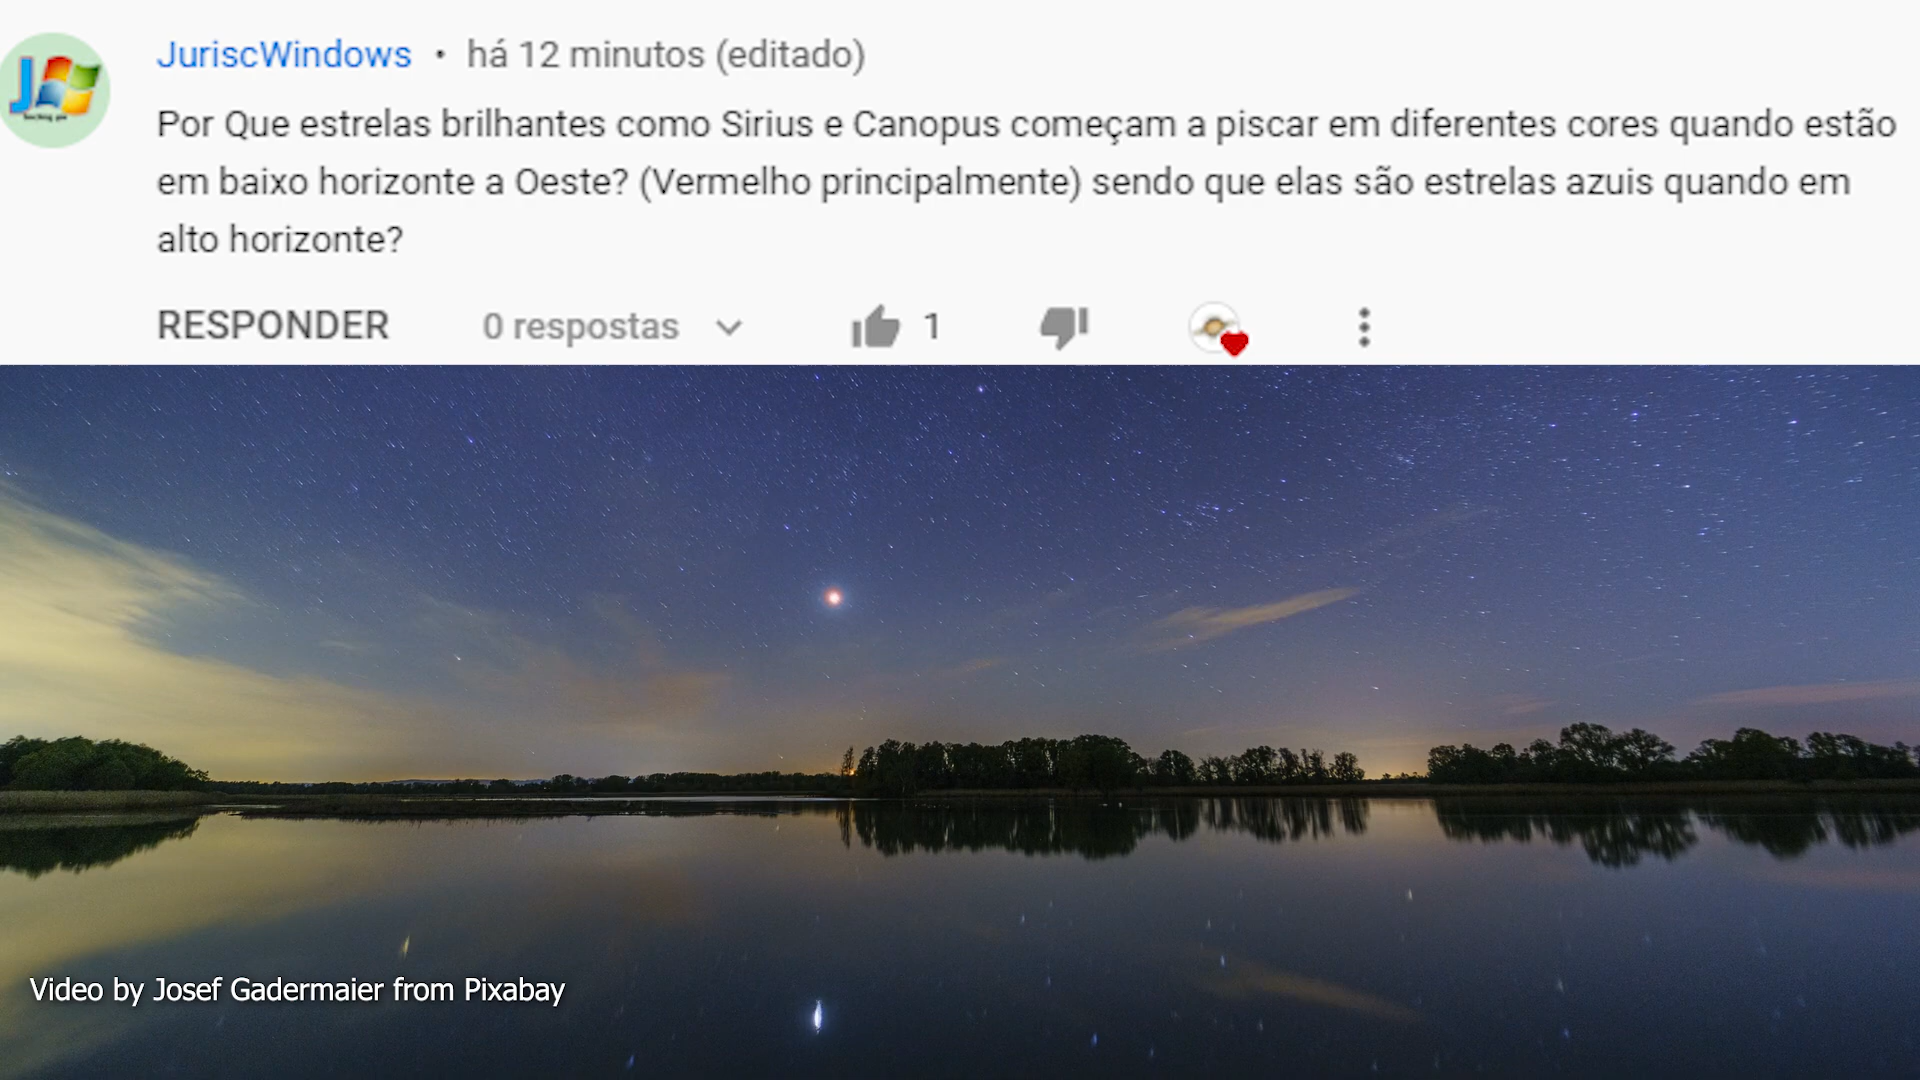 JuriscWindows • há 12 minutos (editado)
Por Que estrelas brilhantes como Sirius e Canopus começam a piscar em diferentes cores quando estão
em baixo horizonte a Oeste? (Vermelho principalmente) sendo que elas são estrelas azuis quando em
alto horizonte?
RESPONDER 0 respostas 1
Video by Josef Gadermaier from Pixabay